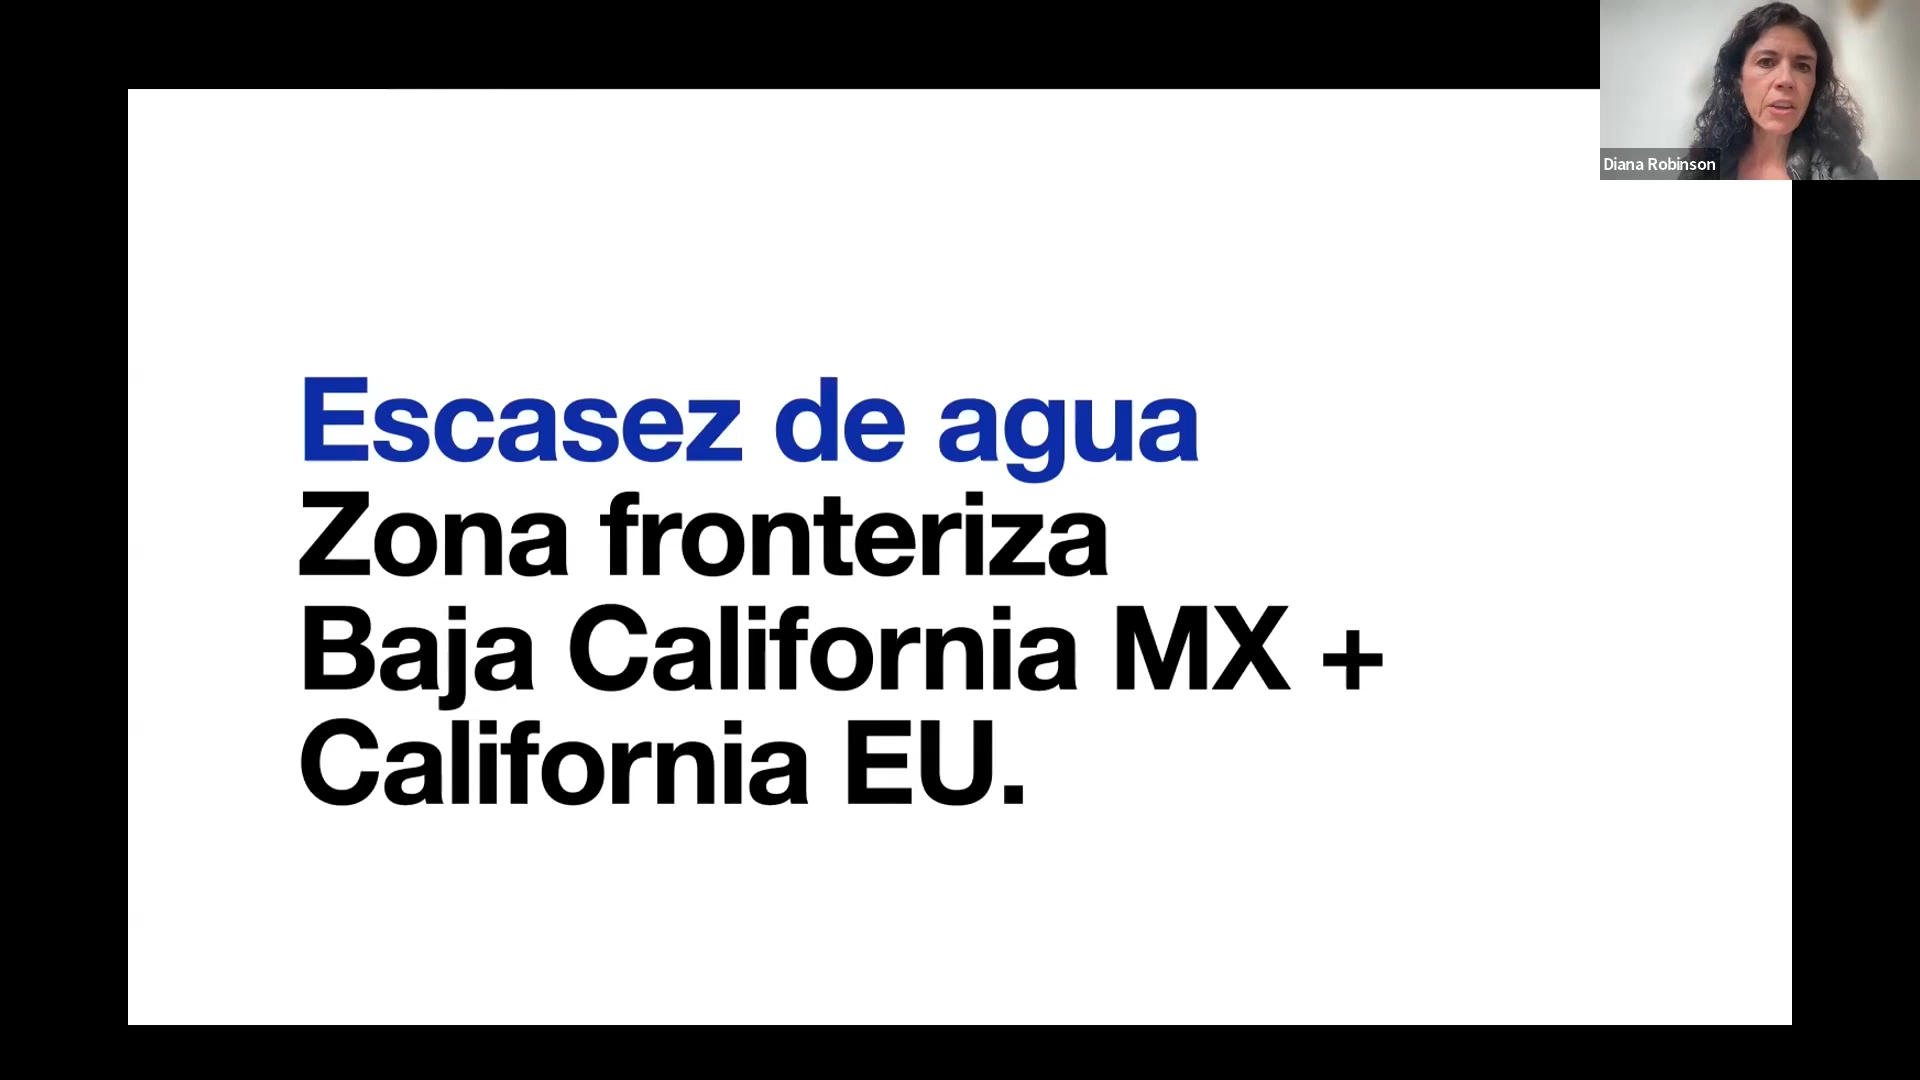 Diana Robinson
Escasez de agua
Zona fronteriza
Baja California MX +
California EU.